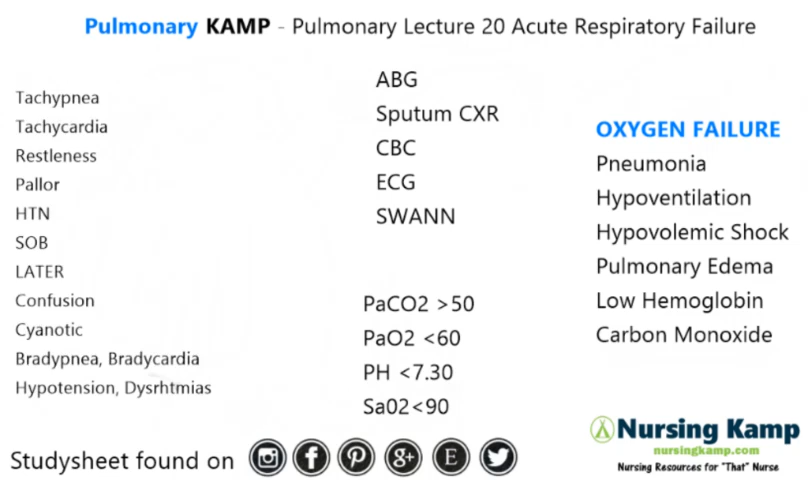 Pulmonary KAMP - Pulmonary Lecture 20 Acute Respiratory Failure
Tachypnea
Tachycardia
Restleness
Pallor
HTN
SOB
LATER
Confusion
Cyanotic
Bradypnea, Bradycardia
Hypotension, Dysrhtmias
ABG
Sputum CXR
CBC
ECG
SWANN
PaCO2 >50
PaO2 <60
PH <7.30
Sa02<90
OXYGEN FAILURE
Pneumonia
Hypoventilation
Hypovolemic Shock
Pulmonary Edema
Low Hemoglobin
Carbon Monoxide
Studysheet found on
f
g+
E
Nursing Kamp
nursingkamp.com
Nursing Resources for "That" Nurse